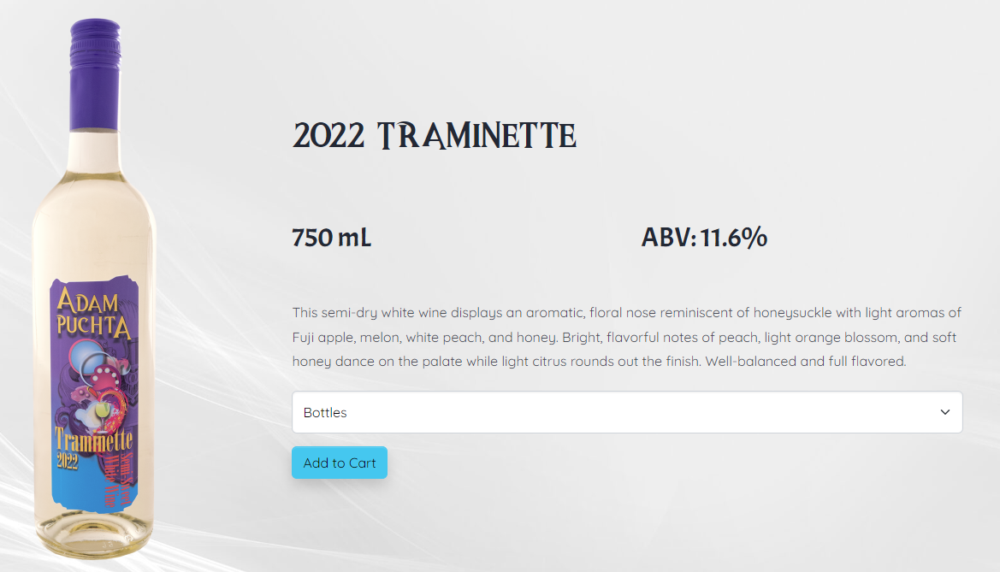 2022 TRAMINETTE
750 mL
ABV: 11.6%
This semi-dry white wine displays an aromatic, floral nose reminiscent of honeysuckle with light aromas of
Fuji apple, melon, white peach, and honey. Bright, flavorful notes of peach, light orange blossom, and soft
honey dance on the palate while light citrus rounds out the finish. Well-balanced and full flavored.
Bottles
Add to Cart
ADAM
PUCHTA
Traminette
2022